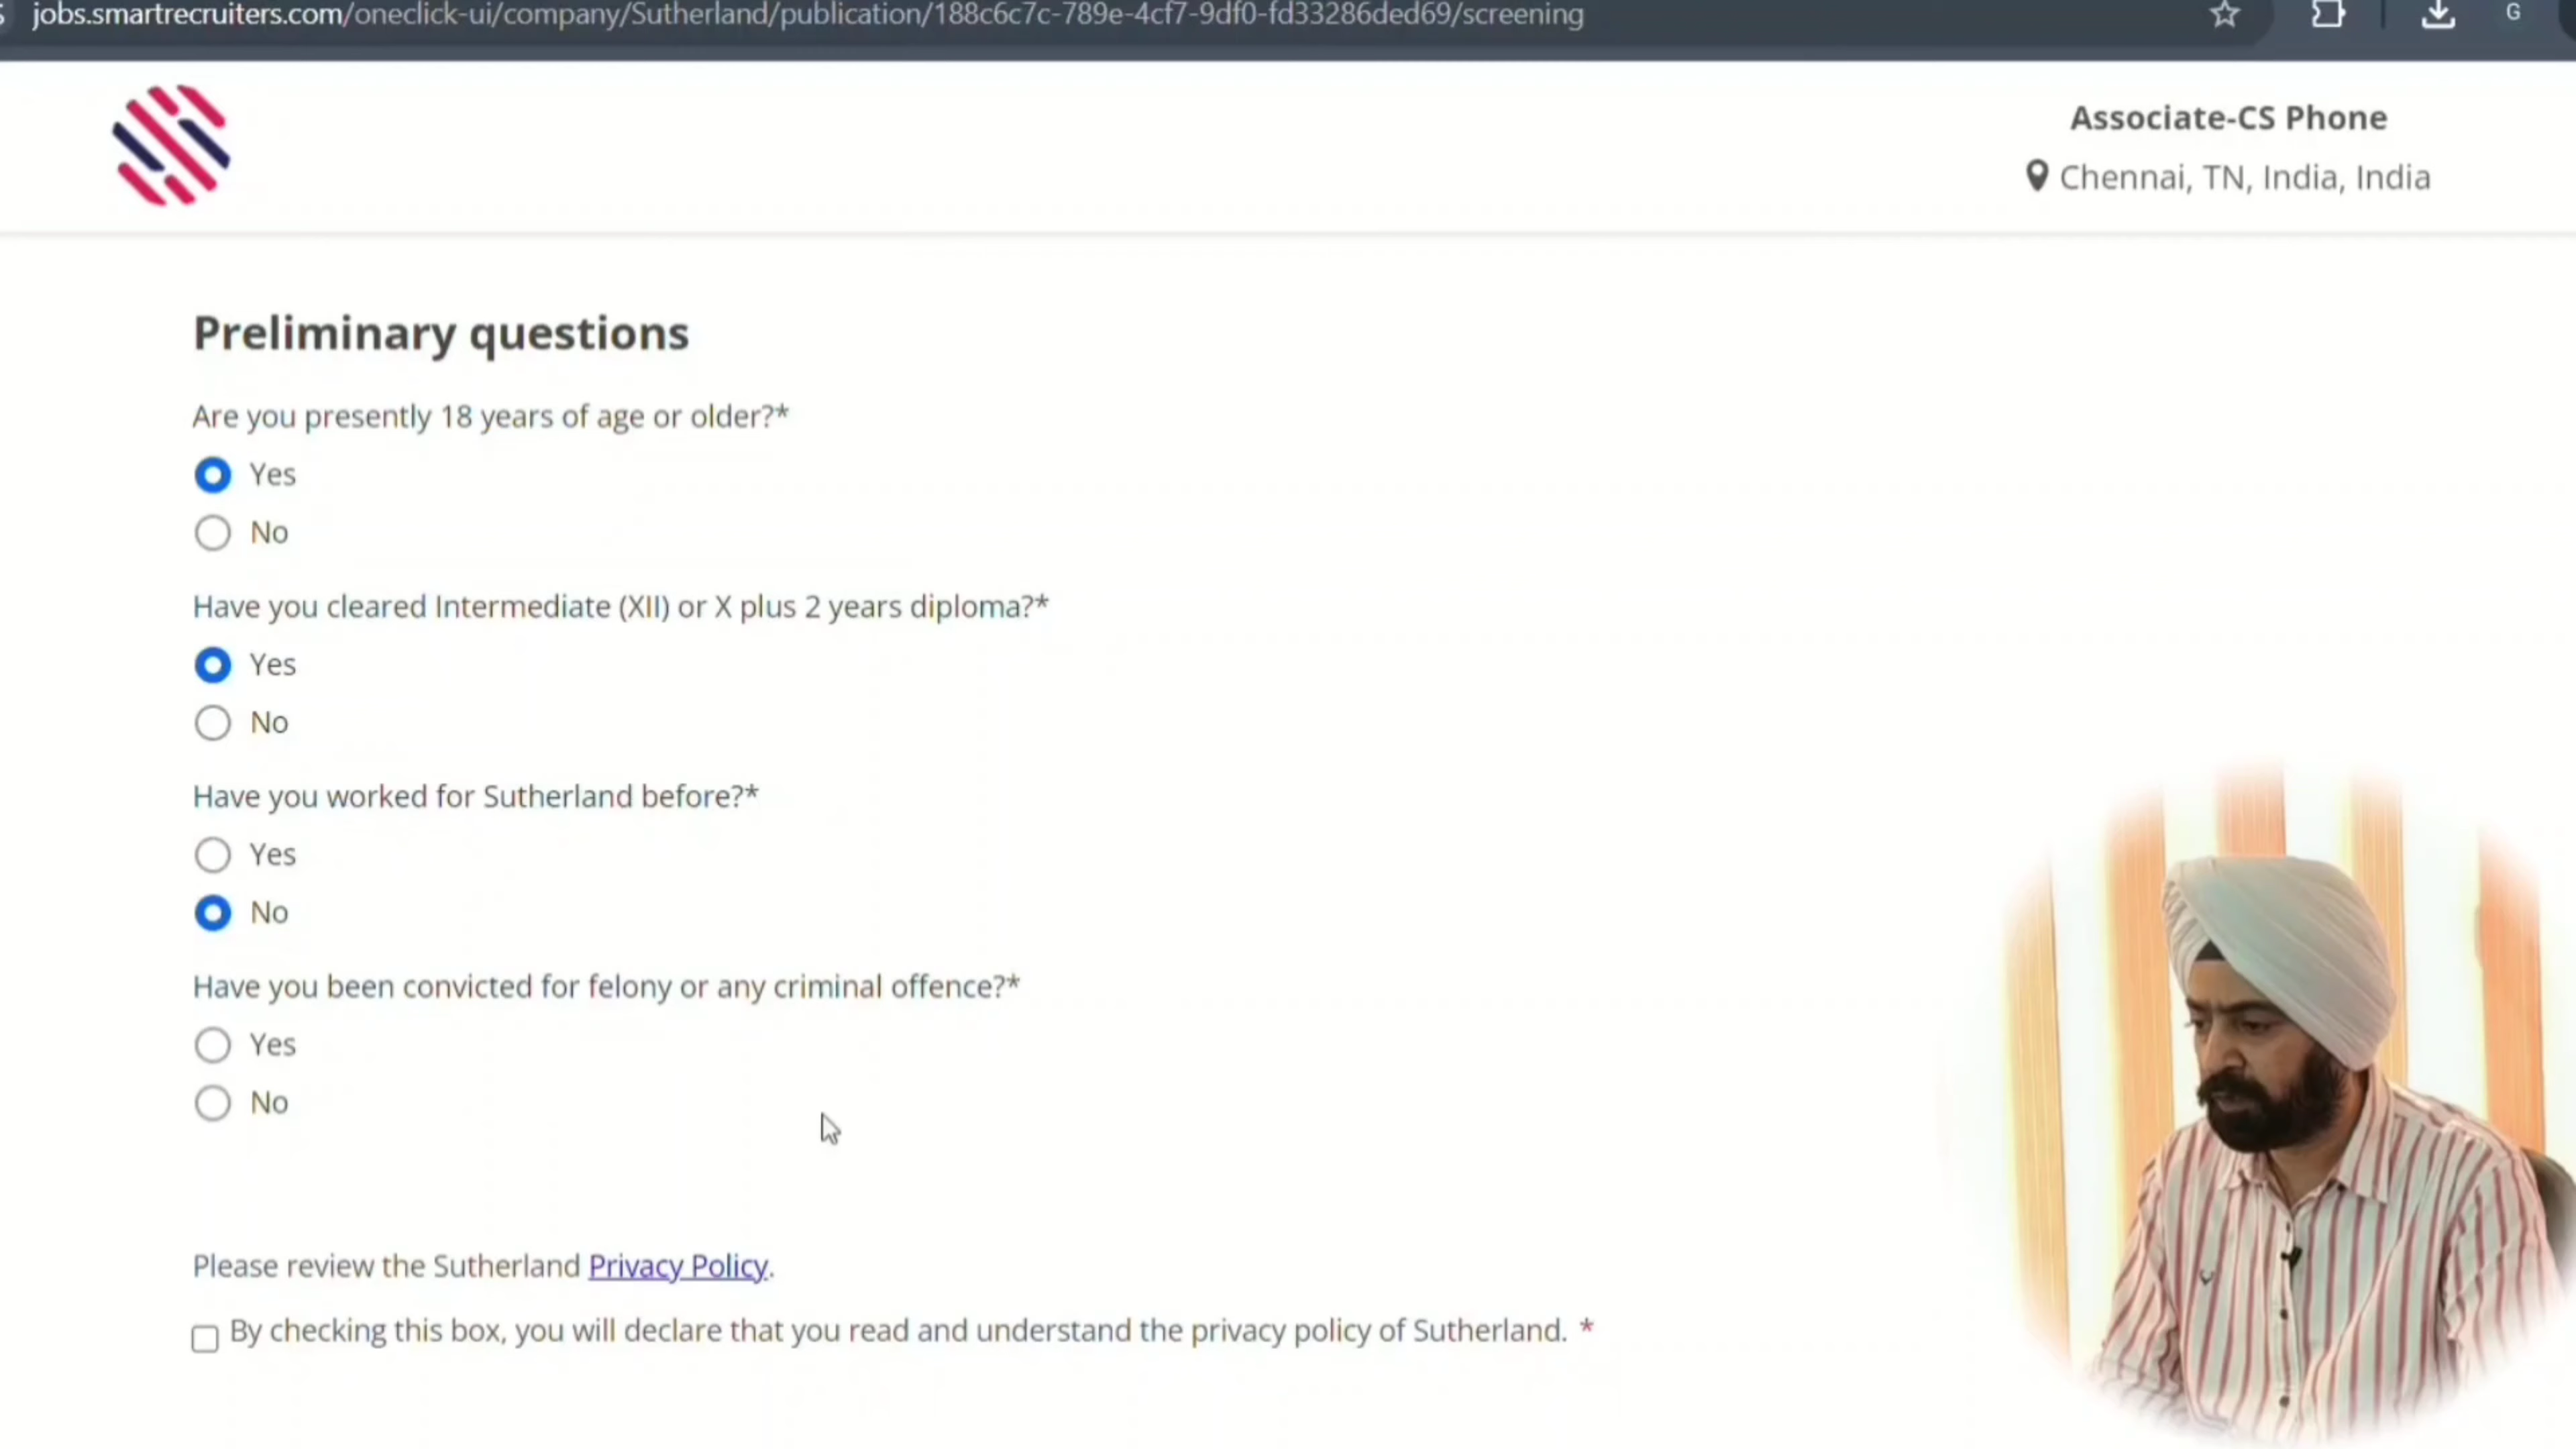 jobs.smartrecruiters.com/oneclick-ui/company/Sutherland/publication/188c6c7c-789e-4cf7-9df0-fd33286ded69/screening
G
Associate-CS Phone
Chennai, TN, India, India
Preliminary questions
Are you presently 18 years of age or older?*
Yes
No
Have you cleared Intermediate (XII) or X plus 2 years diploma?*
Yes
No
Have you worked for Sutherland before?*
Yes
No
Have you been convicted for felony or any criminal offence?*
Yes
No
Please review the Sutherland Privacy Policy.
By checking this box, you will declare that you read and understand the privacy policy of Sutherland. *